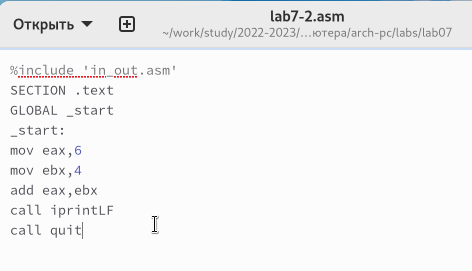 Открыть
lab7-2.asm
~/work/study/2022-2023/…ютера/arch-pc/labs/lab07
%include 'in_out.asm'
SECTION .text
GLOBAL _start
_start:
mov eax,6
mov ebx,4
add eax,ebx
call iprintLF
call quit